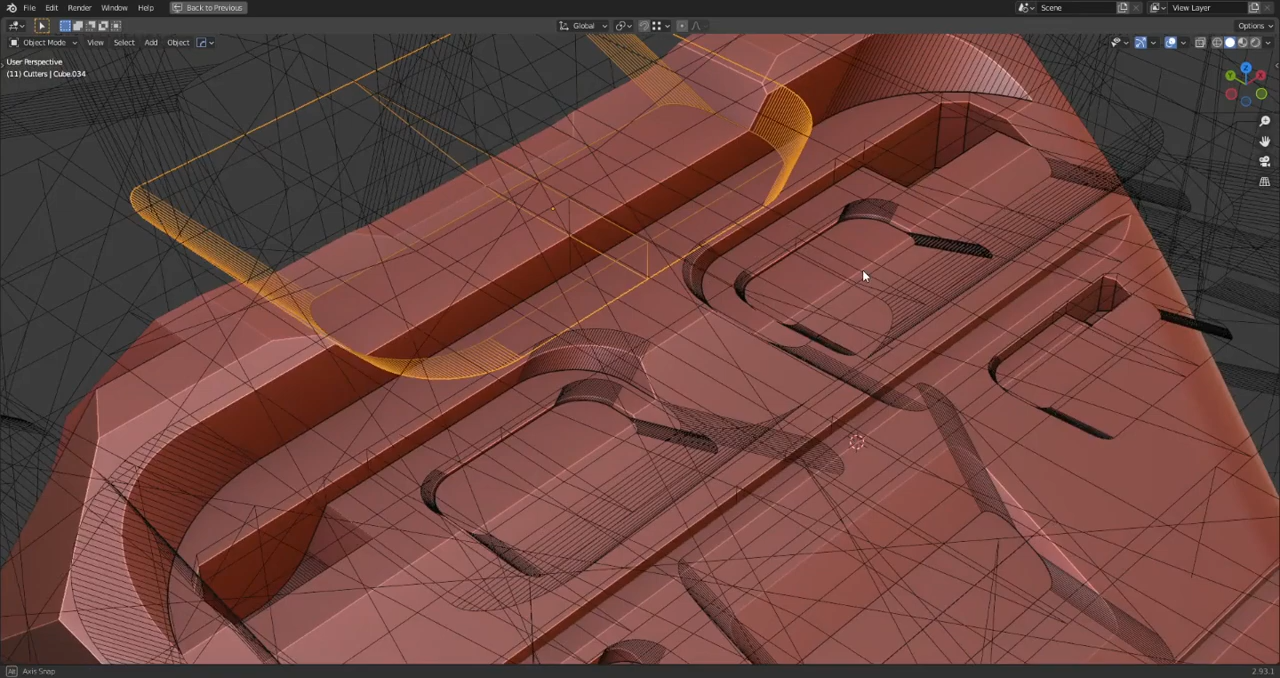 File Edit Render Window Help Back to Previous Scene View Layer
Global Options
Object Mode View Select Add Object
User Perspective
(11) Cutters | Cube.034
Z
Y X
Axis Snap 2.93.1